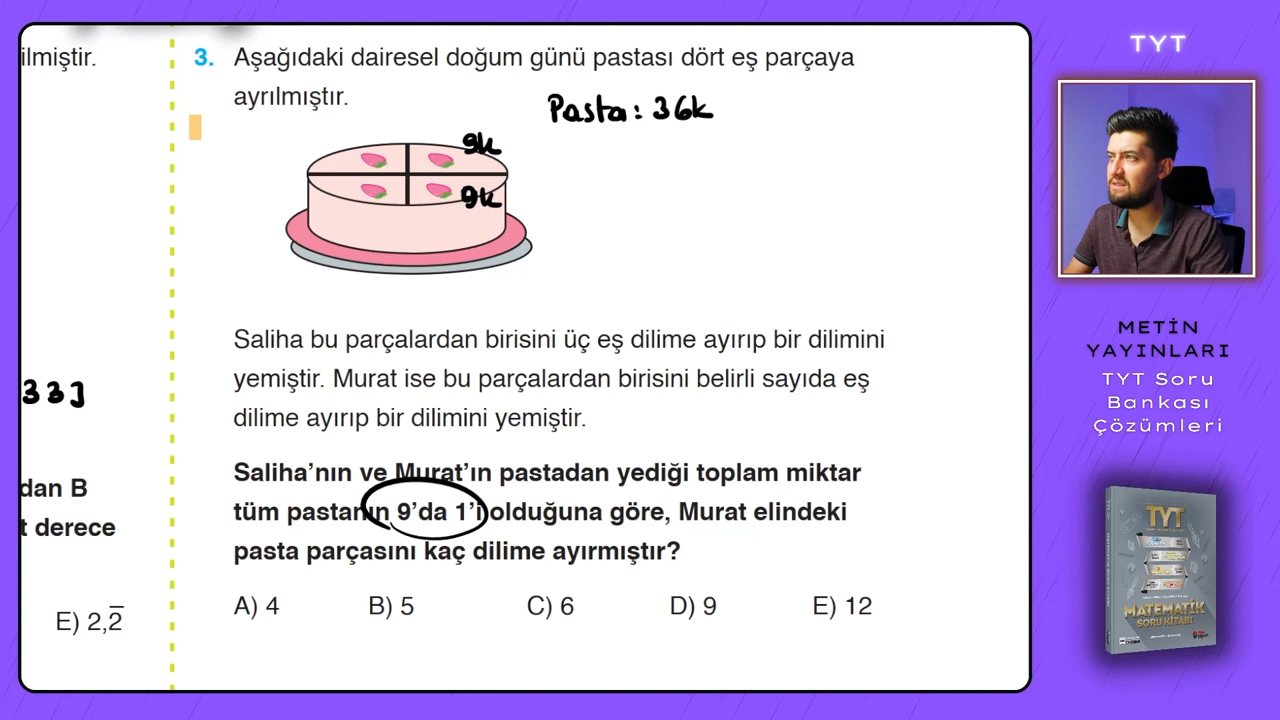 ilmiştir.
33]
dan B
t derece
E) 2,2̅
3. Aşağıdaki dairesel doğum günü pastası dört eş parçaya
ayrılmıştır.
Pasta: 36k
9k
9k
Saliha bu parçalardan birisini üç eş dilime ayırıp bir dilimini
yemiştir. Murat ise bu parçalardan birisini belirli sayıda eş
dilime ayırıp bir dilimini yemiştir.
Saliha'nın ve Murat'ın pastadan yediği toplam miktar
tüm pastanın 9'da 1'i olduğuna göre, Murat elindeki
pasta parçasını kaç dilime ayırmıştır?
A) 4 B) 5 C) 6 D) 9 E) 12
TYT
METİN
YAYINLARI
TYT Soru
Bankası
Çözümleri
TYT
MATEMATİK
SORU KİTABI